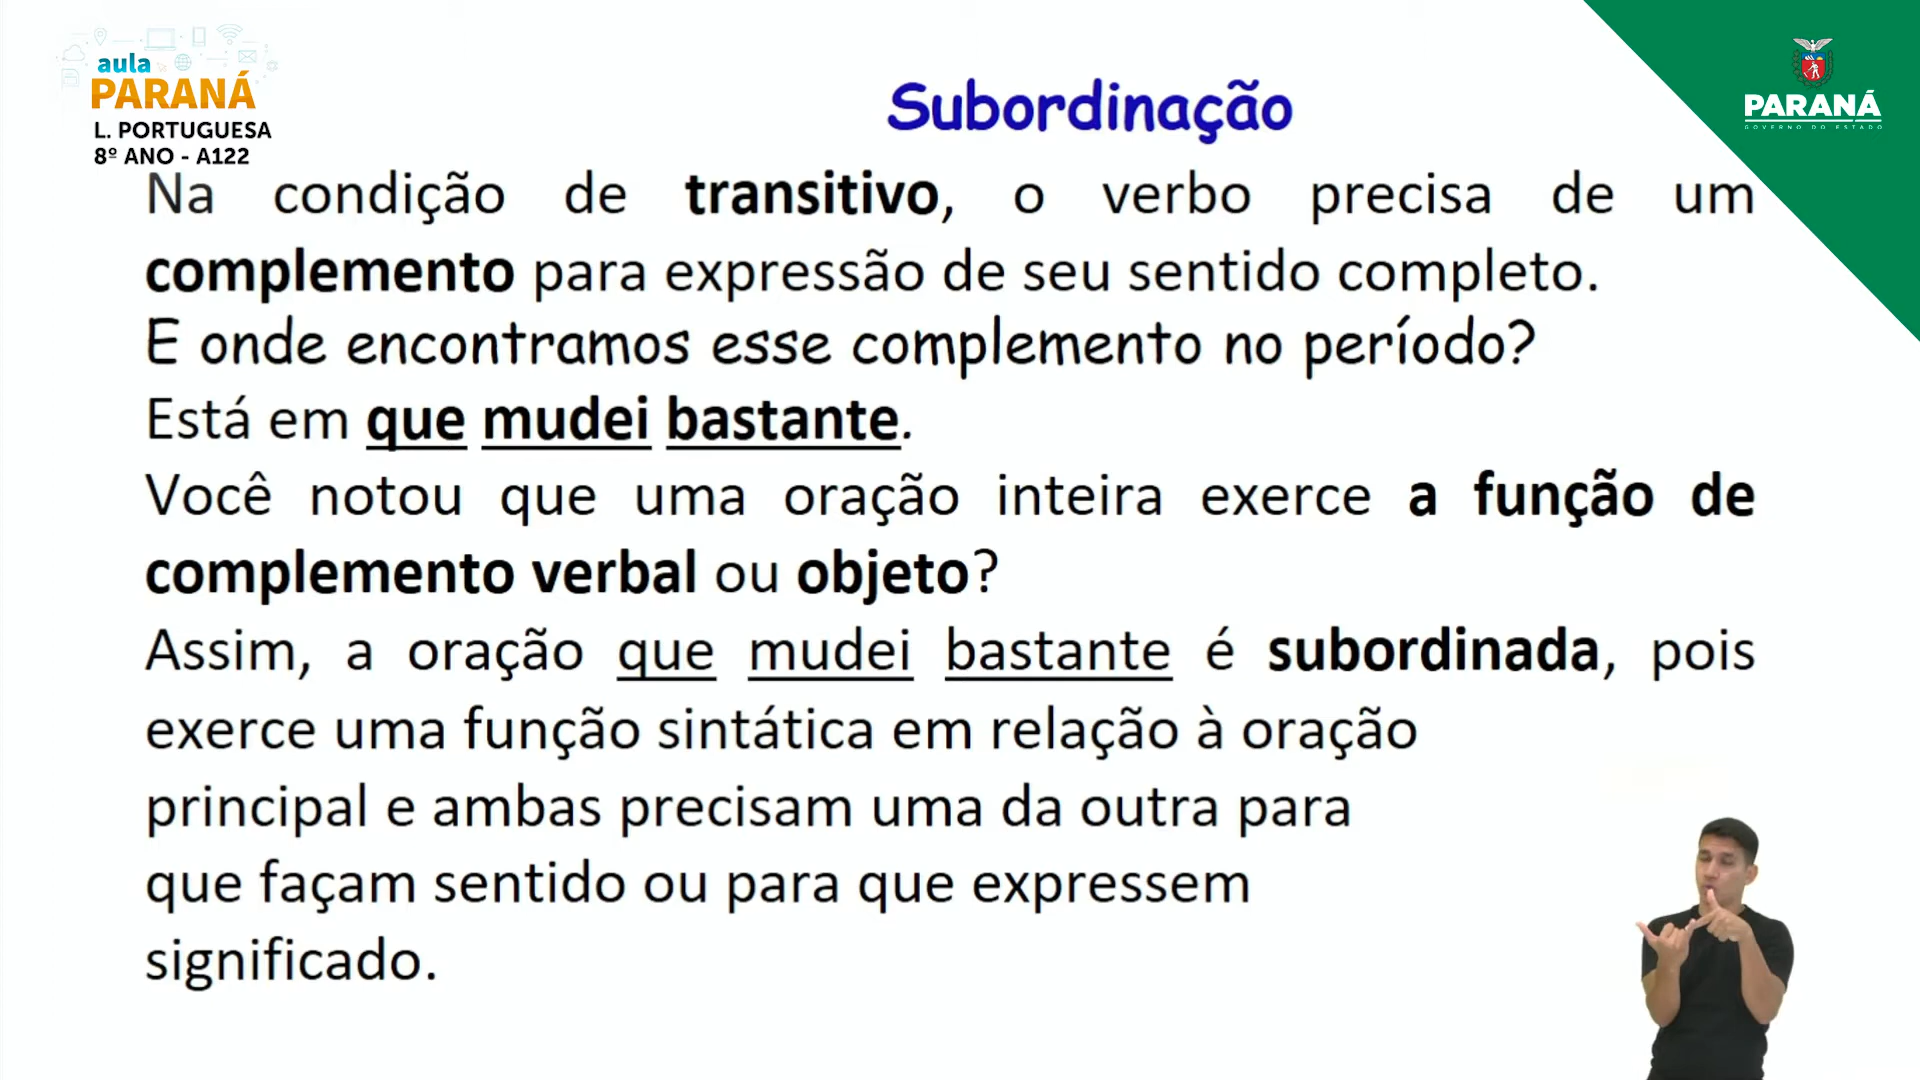 aula
PARANÁ
L. PORTUGUESA
8º ANO - A122
Subordinação
PARANÁ
GOVERNO DO ESTADO
Na condição de transitivo, o verbo precisa de um
complemento para expressão de seu sentido completo.
E onde encontramos esse complemento no período?
Está em que mudei bastante.
Você notou que uma oração inteira exerce a função de
complemento verbal ou objeto?
Assim, a oração que mudei bastante é subordinada, pois
exerce uma função sintática em relação à oração
principal e ambas precisam uma da outra para
que façam sentido ou para que expressem
significado.